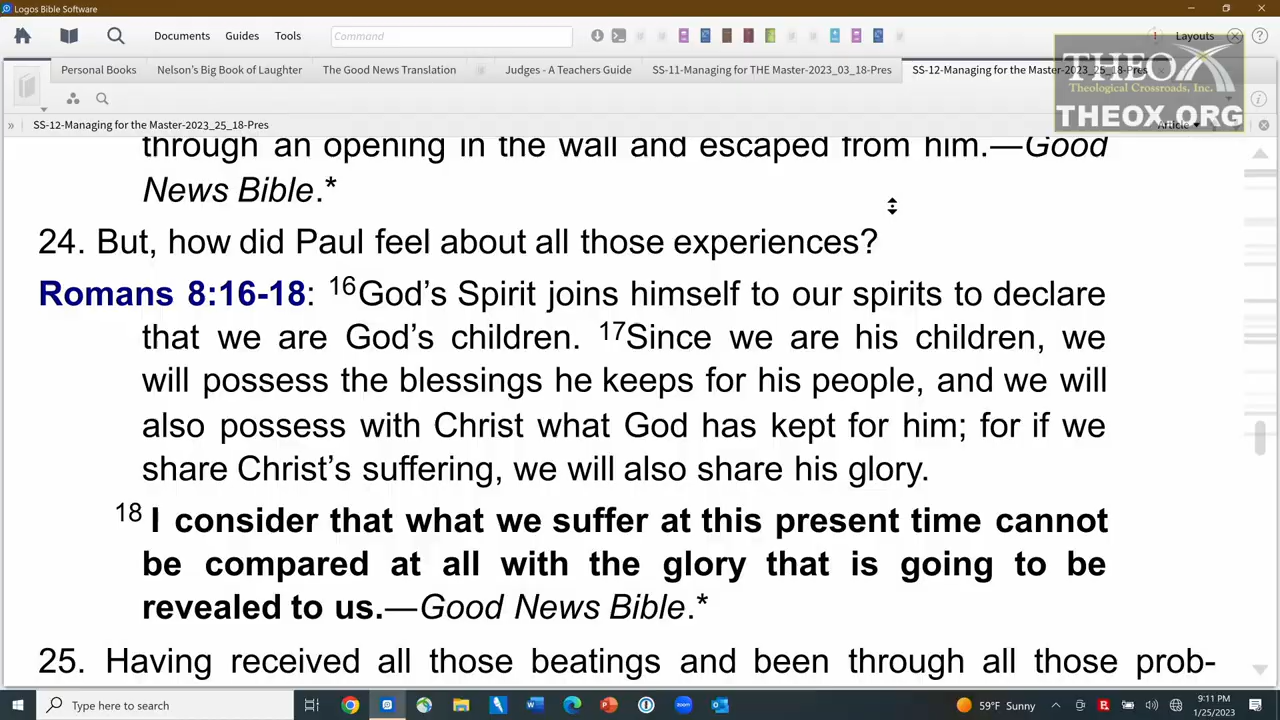 Logos Bible Software
Documents Guides Tools Command Layouts
THEOX
Theological Crossroads, Inc.
THEOX.ORG
Personal Books Nelson's Big Book of Laughter Judges - A Teachers Guide SS-11-Managing for THE Master-2023_03_18-Pres SS-12-Managing for the Master-2023_25_18-Pres
SS-12-Managing for the Master-2023_25_18-Pres Article
through an opening in the wall and escaped from him.—Good
News Bible.*
24. But, how did Paul feel about all those experiences?
Romans 8:16-18: 16God's Spirit joins himself to our spirits to declare
that we are God's children. 17Since we are his children, we
will possess the blessings he keeps for his people, and we will
also possess with Christ what God has kept for him; for if we
share Christ's suffering, we will also share his glory.
18 I consider that what we suffer at this present time cannot
be compared at all with the glory that is going to be
revealed to us.—Good News Bible.*
25. Having received all those beatings and been through all those prob-
Type here to search
59°F Sunny
9:11 PM
1/25/2023